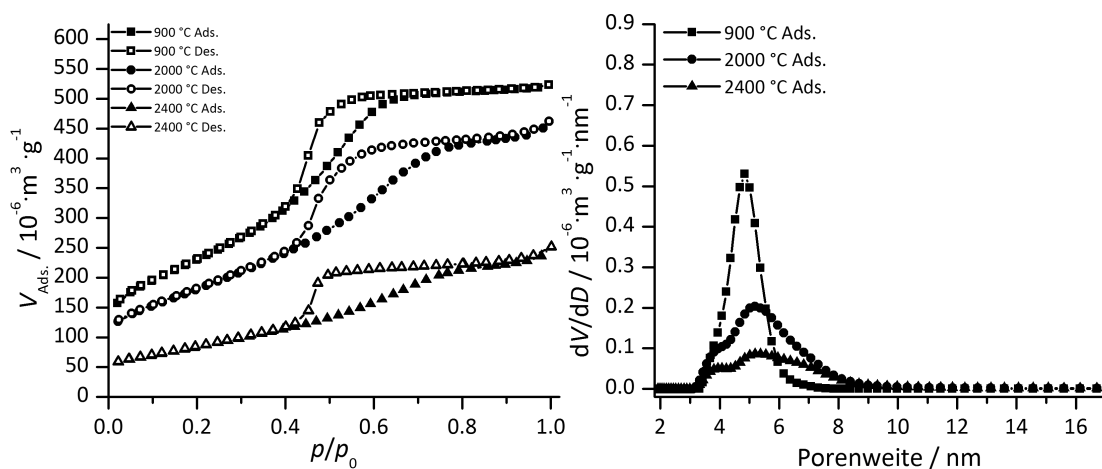 600
550
500
450
400
350
300
250
200
150
100
50
0
V_Ads. / 10⁻⁶·m³·g⁻¹
900 °C Ads.
900 °C Des.
2000 °C Ads.
2000 °C Des.
2400 °C Ads.
2400 °C Des.
0.0 0.2 0.4 0.6 0.8 1.0
p/p₀
0.9
0.8
0.7
0.6
0.5
0.4
0.3
0.2
0.1
0.0
dV/dD / 10⁻⁶·m³·g⁻¹·nm⁻¹
900 °C Ads.
2000 °C Ads.
2400 °C Ads.
2 4 6 8 10 12 14 16
Porenweite / nm